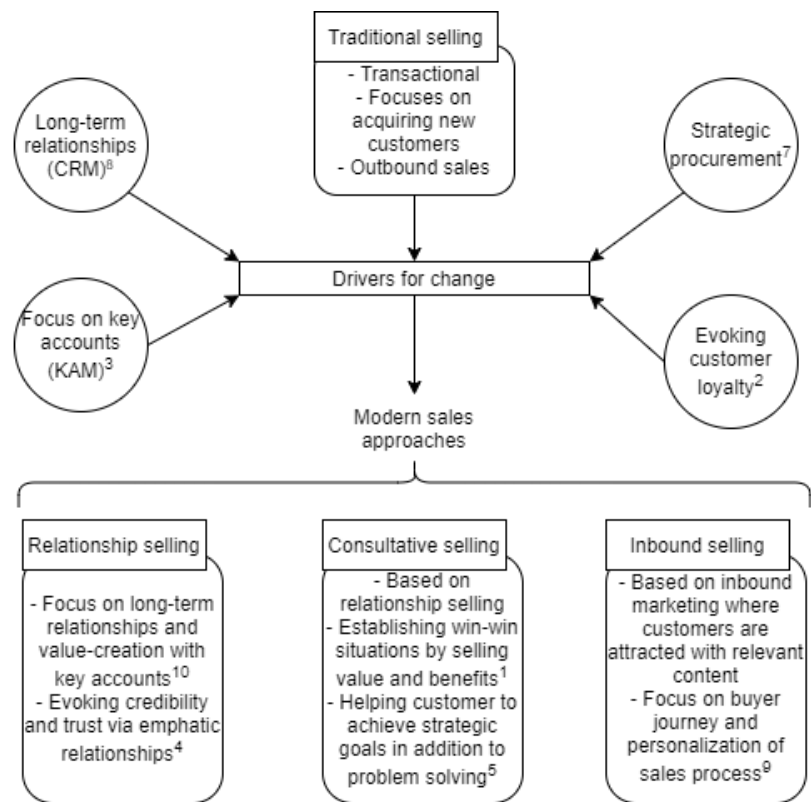 Traditional selling
- Transactional
- Focuses on
acquiring new
customers
- Outbound sales
Long-term
relationships
(CRM)⁸
Strategic
procurement⁷
Drivers for change
Focus on key
accounts
(KAM)³
Evoking
customer
loyalty²
Modern sales
approaches
Relationship selling
- Focus on long-term
relationships and
value-creation with
key accounts¹⁰
- Evoking credibility
and trust via emphatic
relationships⁴
Consultative selling
- Based on
relationship selling
- Establishing win-win
situations by selling
value and benefits¹
- Helping customer to
achieve strategic
goals in addition to
problem solving⁵
Inbound selling
- Based on inbound
marketing where
customers are
attracted with relevant
content
- Focus on buyer
journey and
personalization of
sales process⁹